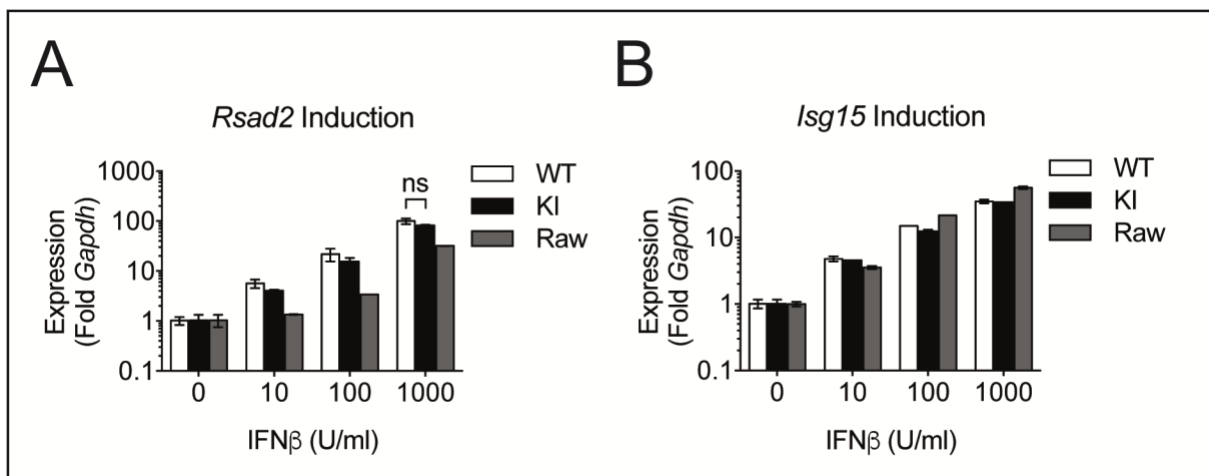 A
Rsad2 Induction
Expression
(Fold Gapdh)
1000
100
10
1
0.1
ns
WT
KI
Raw
0 10 100 1000
IFNβ (U/ml)
B
Isg15 Induction
Expression
(Fold Gapdh)
100
10
1
0.1
WT
KI
Raw
0 10 100 1000
IFNβ (U/ml)